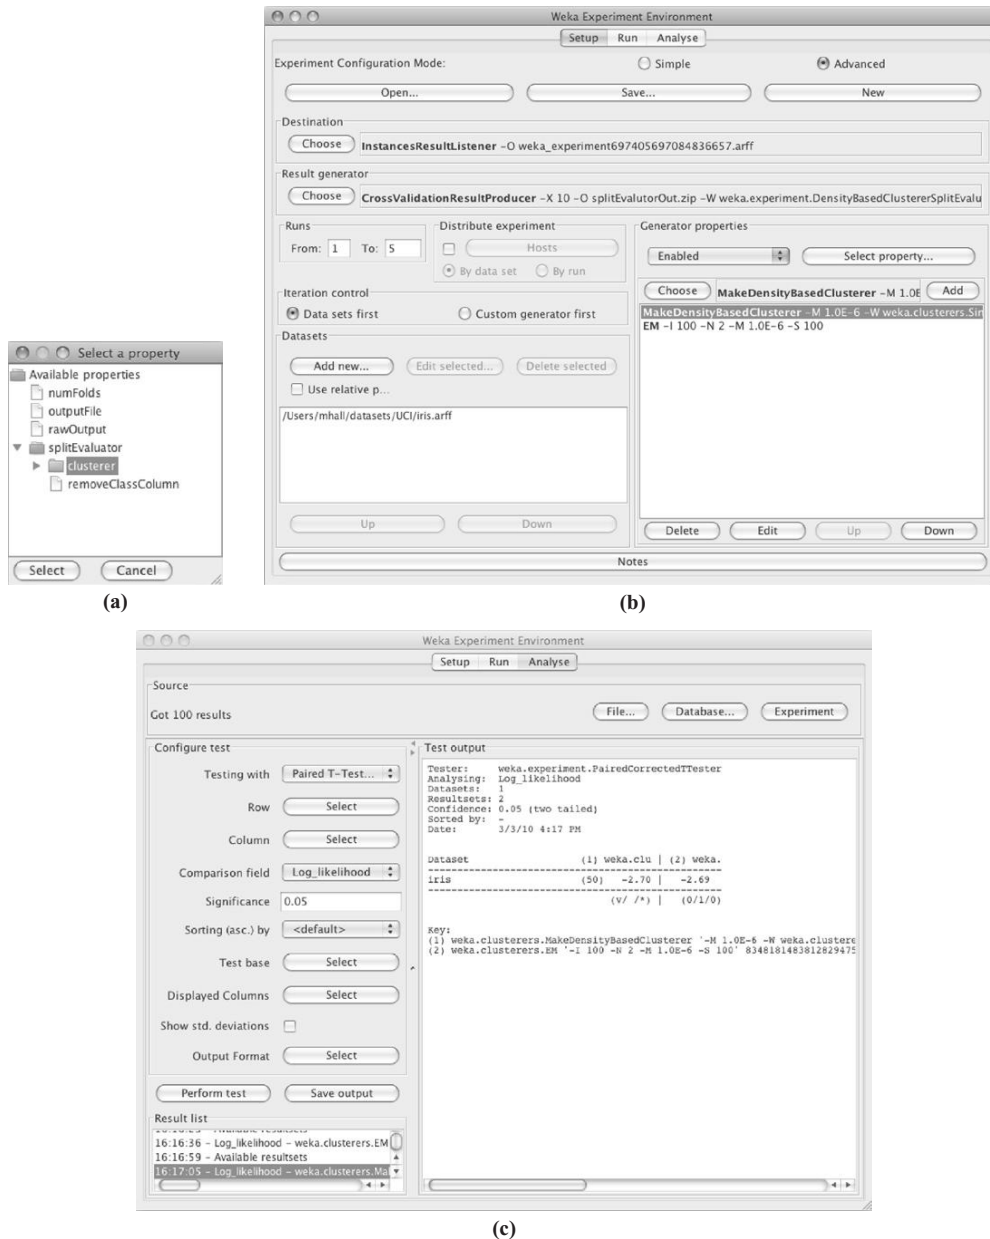 Select a property
Available properties
numFolds
outputFile
rawOutput
splitEvaluator
clusterer
removeClassColumn
Select
Cancel
(a)
Weka Experiment Environment
Setup Run Analyse
Experiment Configuration Mode:
Simple
Advanced
Open...
Save...
New
Destination
Choose
InstancesResultListener -O weka_experiment697405697084836657.arff
Result generator
Choose
CrossValidationResultProducer -X 10 -O splitEvalutorOut.zip -W weka.experiment.DensityBasedClustererSplitEvalu
Runs
From: 1 To: 5
Distribute experiment
Hosts
By data set
By run
Iteration control
Data sets first
Custom generator first
Datasets
Add new...
Edit selected...
Delete selected
Use relative p...
/Users/mhall/datasets/UCI/iris.arff
Up
Down
Generator properties
Enabled
Select property...
Choose
MakeDensityBasedClusterer -M 1.0E
Add
MakeDensityBasedClusterer -M 1.0E-6 -W weka.clusterers.Sim
EM -I 100 -N 2 -M 1.0E-6 -S 100
Delete
Edit
Up
Down
Notes
(b)
Weka Experiment Environment
Setup Run Analyse
Source
Got 100 results
File...
Database...
Experiment
Configure test
Testing with Paired T-Test...
Row Select
Column Select
Comparison field Log_likelihood
Significance 0.05
Sorting (asc.) by <default>
Test base Select
Displayed Columns Select
Show std. deviations
Output Format Select
Perform test
Save output
Result list
16:16:36 - Log_likelihood - weka.clusterers.EM
16:16:59 - Available resultsets
16:17:05 - Log_likelihood - weka.clusterers.Mal
Test output
Tester: weka.experiment.PairedCorrectedTTester
Analysing: Log_likelihood
Datasets: 1
Resultsets: 2
Confidence: 0.05 (two tailed)
Sorted by: -
Date: 3/3/10 4:17 PM
Dataset (1) weka.clu | (2) weka.
iris (50) -2.70 | -2.69
(v/ /*) | (0/1/0)
Key:
(1) weka.clusterers.MakeDensityBasedClusterer '-M 1.0E-6 -W weka.clustere
(2) weka.clusterers.EM '-I 100 -N 2 -M 1.0E-6 -S 100' 8348181483812829475
(c)